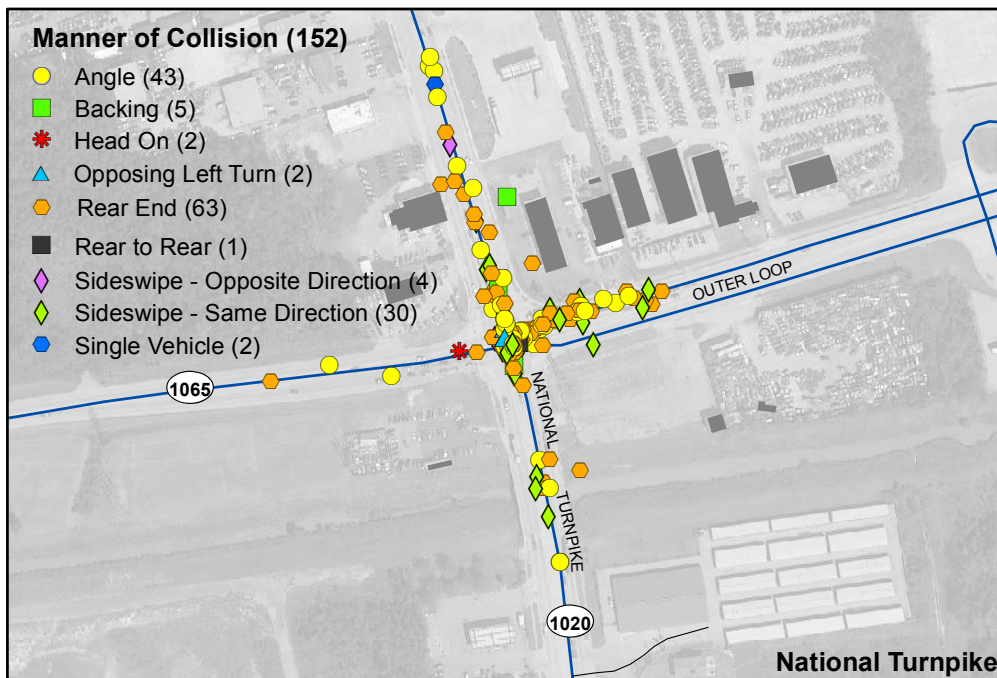 Manner of Collision (152)
Angle (43)
Backing (5)
Head On (2)
Opposing Left Turn (2)
Rear End (63)
Rear to Rear (1)
Sideswipe - Opposite Direction (4)
Sideswipe - Same Direction (30)
Single Vehicle (2)
OUTER LOOP
1065
NATIONAL TURNPIKE
1020
National Turnpike